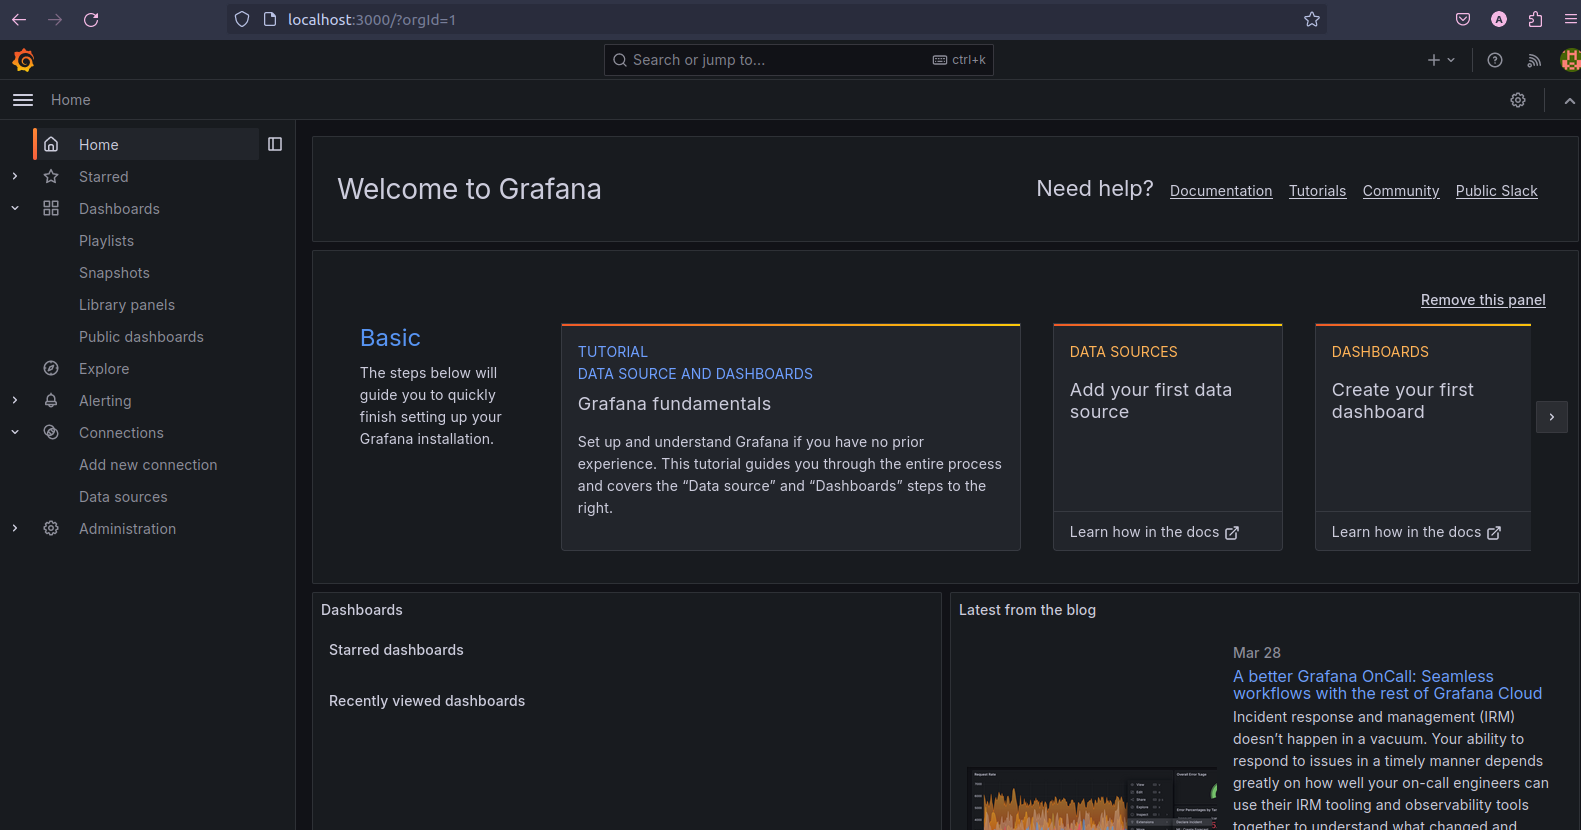 localhost:3000/?orgId=1
A
Search or jump to...
ctrl+k
Home
Home
Starred
Dashboards
Playlists
Snapshots
Library panels
Public dashboards
Explore
Alerting
Connections
Add new connection
Data sources
Administration
Welcome to Grafana
Need help? Documentation Tutorials Community Public Slack
Remove this panel
Basic
The steps below will
guide you to quickly
finish setting up your
Grafana installation.
TUTORIAL
DATA SOURCE AND DASHBOARDS
Grafana fundamentals
Set up and understand Grafana if you have no prior
experience. This tutorial guides you through the entire process
and covers the “Data source” and “Dashboards” steps to the
right.
DATA SOURCES
Add your first data
source
Learn how in the docs
DASHBOARDS
Create your first
dashboard
Learn how in the docs
Dashboards
Starred dashboards
Recently viewed dashboards
Latest from the blog
Mar 28
A better Grafana OnCall: Seamless
workflows with the rest of Grafana Cloud
Incident response and management (IRM)
doesn’t happen in a vacuum. Your ability to
respond to issues in a timely manner depends
greatly on how well your on-call engineers can
use their IRM tooling and observability tools
together to understand what changed and
Request Rate